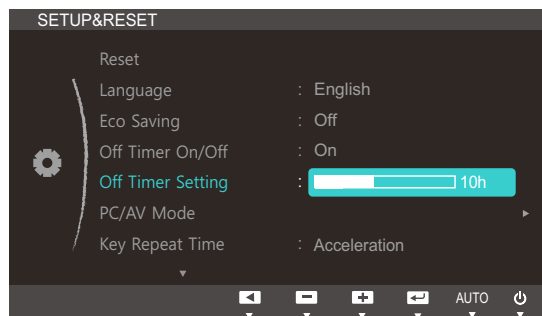 SETUP&RESET
Reset
Language : English
Eco Saving : Off
Off Timer On/Off : On
Off Timer Setting : 10h
PC/AV Mode
Key Repeat Time : Acceleration
AUTO